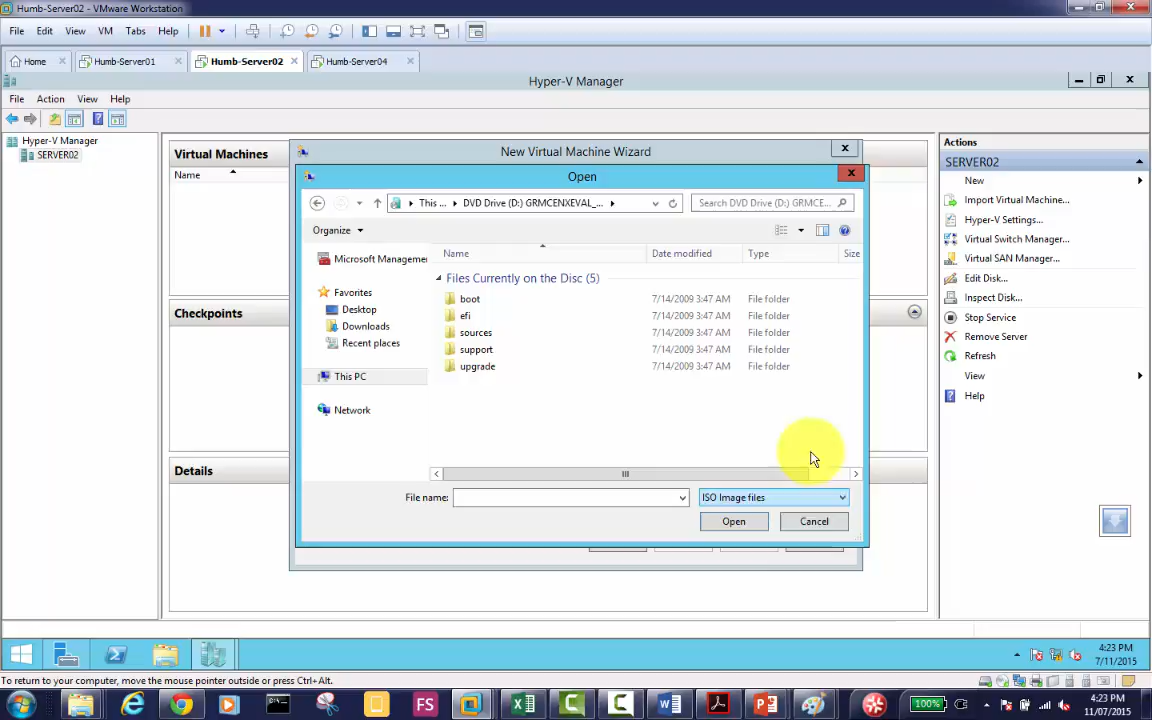 Humb-Server02 - VMware Workstation
File Edit View VM Tabs Help
Home Humb-Server01 Humb-Server02 Humb-Server04
Hyper-V Manager
File Action View Help
Hyper-V Manager
SERVER02
Virtual Machines
Name
Checkpoints
Details
New Virtual Machine Wizard
Open
This ... DVD Drive (D:) GRMCENXEVAL_... Search DVD Drive (D:) GRMCE...
Organize
Microsoft Manageme
Favorites
Desktop
Downloads
Recent places
This PC
Network
Name Date modified Type Size
Files Currently on the Disc (5)
boot 7/14/2009 3:47 AM File folder
efi 7/14/2009 3:47 AM File folder
sources 7/14/2009 3:47 AM File folder
support 7/14/2009 3:47 AM File folder
upgrade 7/14/2009 3:47 AM File folder
File name: ISO Image files
Open Cancel
Actions
SERVER02
New
Import Virtual Machine...
Hyper-V Settings...
Virtual Switch Manager...
Virtual SAN Manager...
Edit Disk...
Inspect Disk...
Stop Service
Remove Server
Refresh
View
Help
4:23 PM
7/11/2015
To return to your computer, move the mouse pointer outside or press Ctrl+Alt.
FS
100%
4:23 PM
11/07/2015